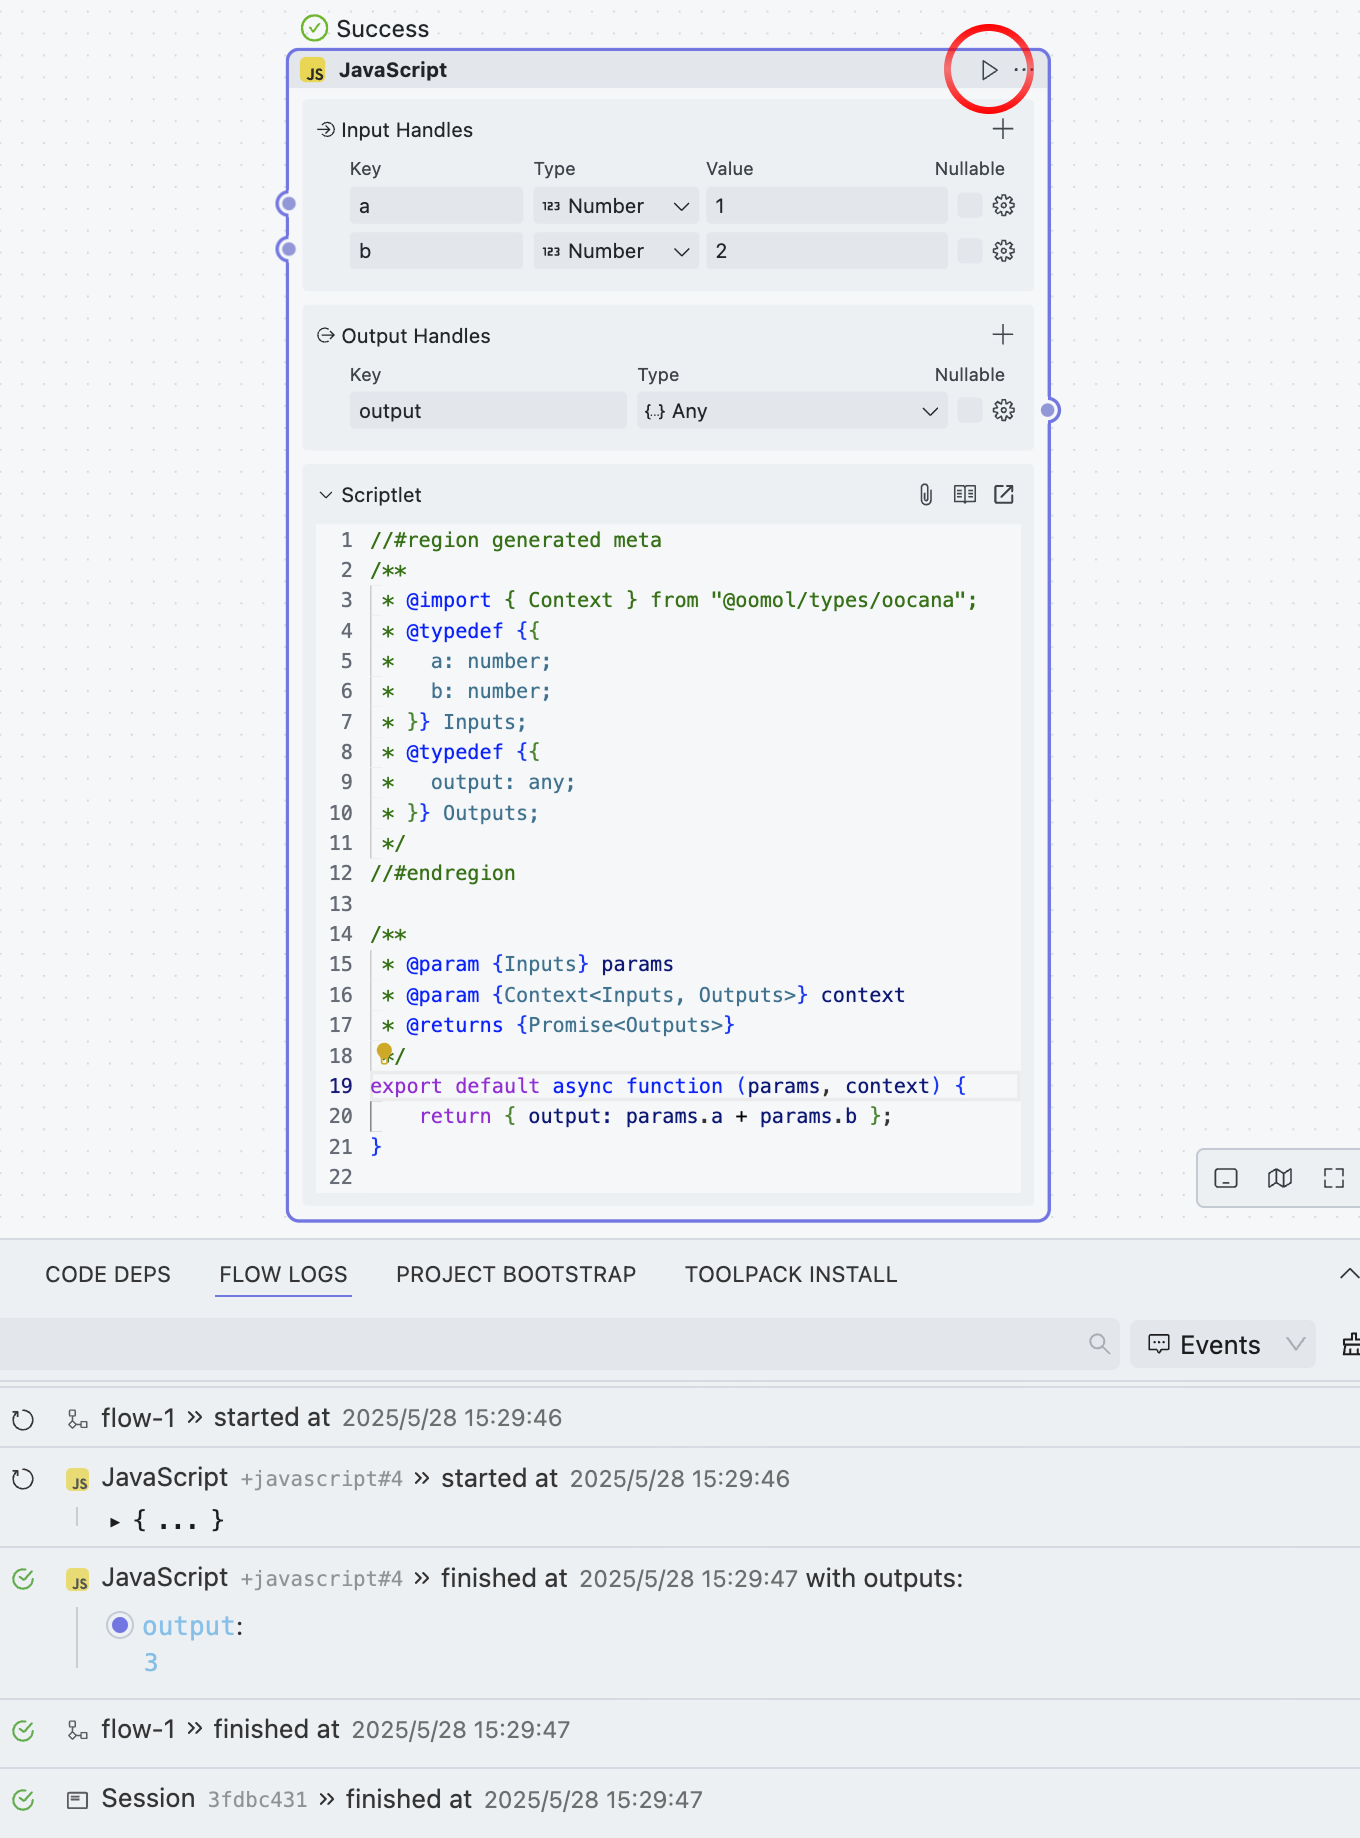 Success
JS JavaScript
Input Handles
Key Type Value Nullable
a 123 Number 1
b 123 Number 2
Output Handles
Key Type Nullable
output {..} Any
Scriptlet
1 //#region generated meta
2 /**
3 * @import { Context } from "@oomol/types/oocana";
4 * @typedef {{
5 *   a: number;
6 *   b: number;
7 * }} Inputs;
8 * @typedef {{
9 *   output: any;
10 * }} Outputs;
11 */
12 //#endregion
13
14 /**
15 * @param {Inputs} params
16 * @param {Context<Inputs, Outputs>} context
17 * @returns {Promise<Outputs>}
18 */
19 export default async function (params, context) {
20     return { output: params.a + params.b };
21 }
22
CODE DEPS FLOW LOGS PROJECT BOOTSTRAP TOOLPACK INSTALL
Events
flow-1 » started at 2025/5/28 15:29:46
JS JavaScript +javascript#4 » started at 2025/5/28 15:29:46
▸ { ... }
JS JavaScript +javascript#4 » finished at 2025/5/28 15:29:47 with outputs:
output:
3
flow-1 » finished at 2025/5/28 15:29:47
Session 3fdbc431 » finished at 2025/5/28 15:29:47